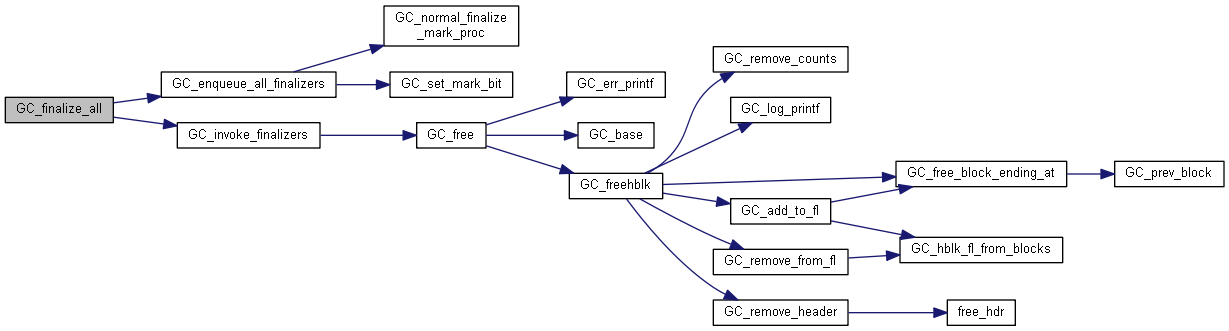 GC_finalize_all
GC_enqueue_all_finalizers
GC_normal_finalize
_mark_proc
GC_set_mark_bit
GC_invoke_finalizers
GC_free
GC_err_printf
GC_base
GC_freehblk
GC_remove_counts
GC_log_printf
GC_free_block_ending_at
GC_prev_block
GC_add_to_fl
GC_hblk_fl_from_blocks
GC_remove_from_fl
GC_remove_header
free_hdr